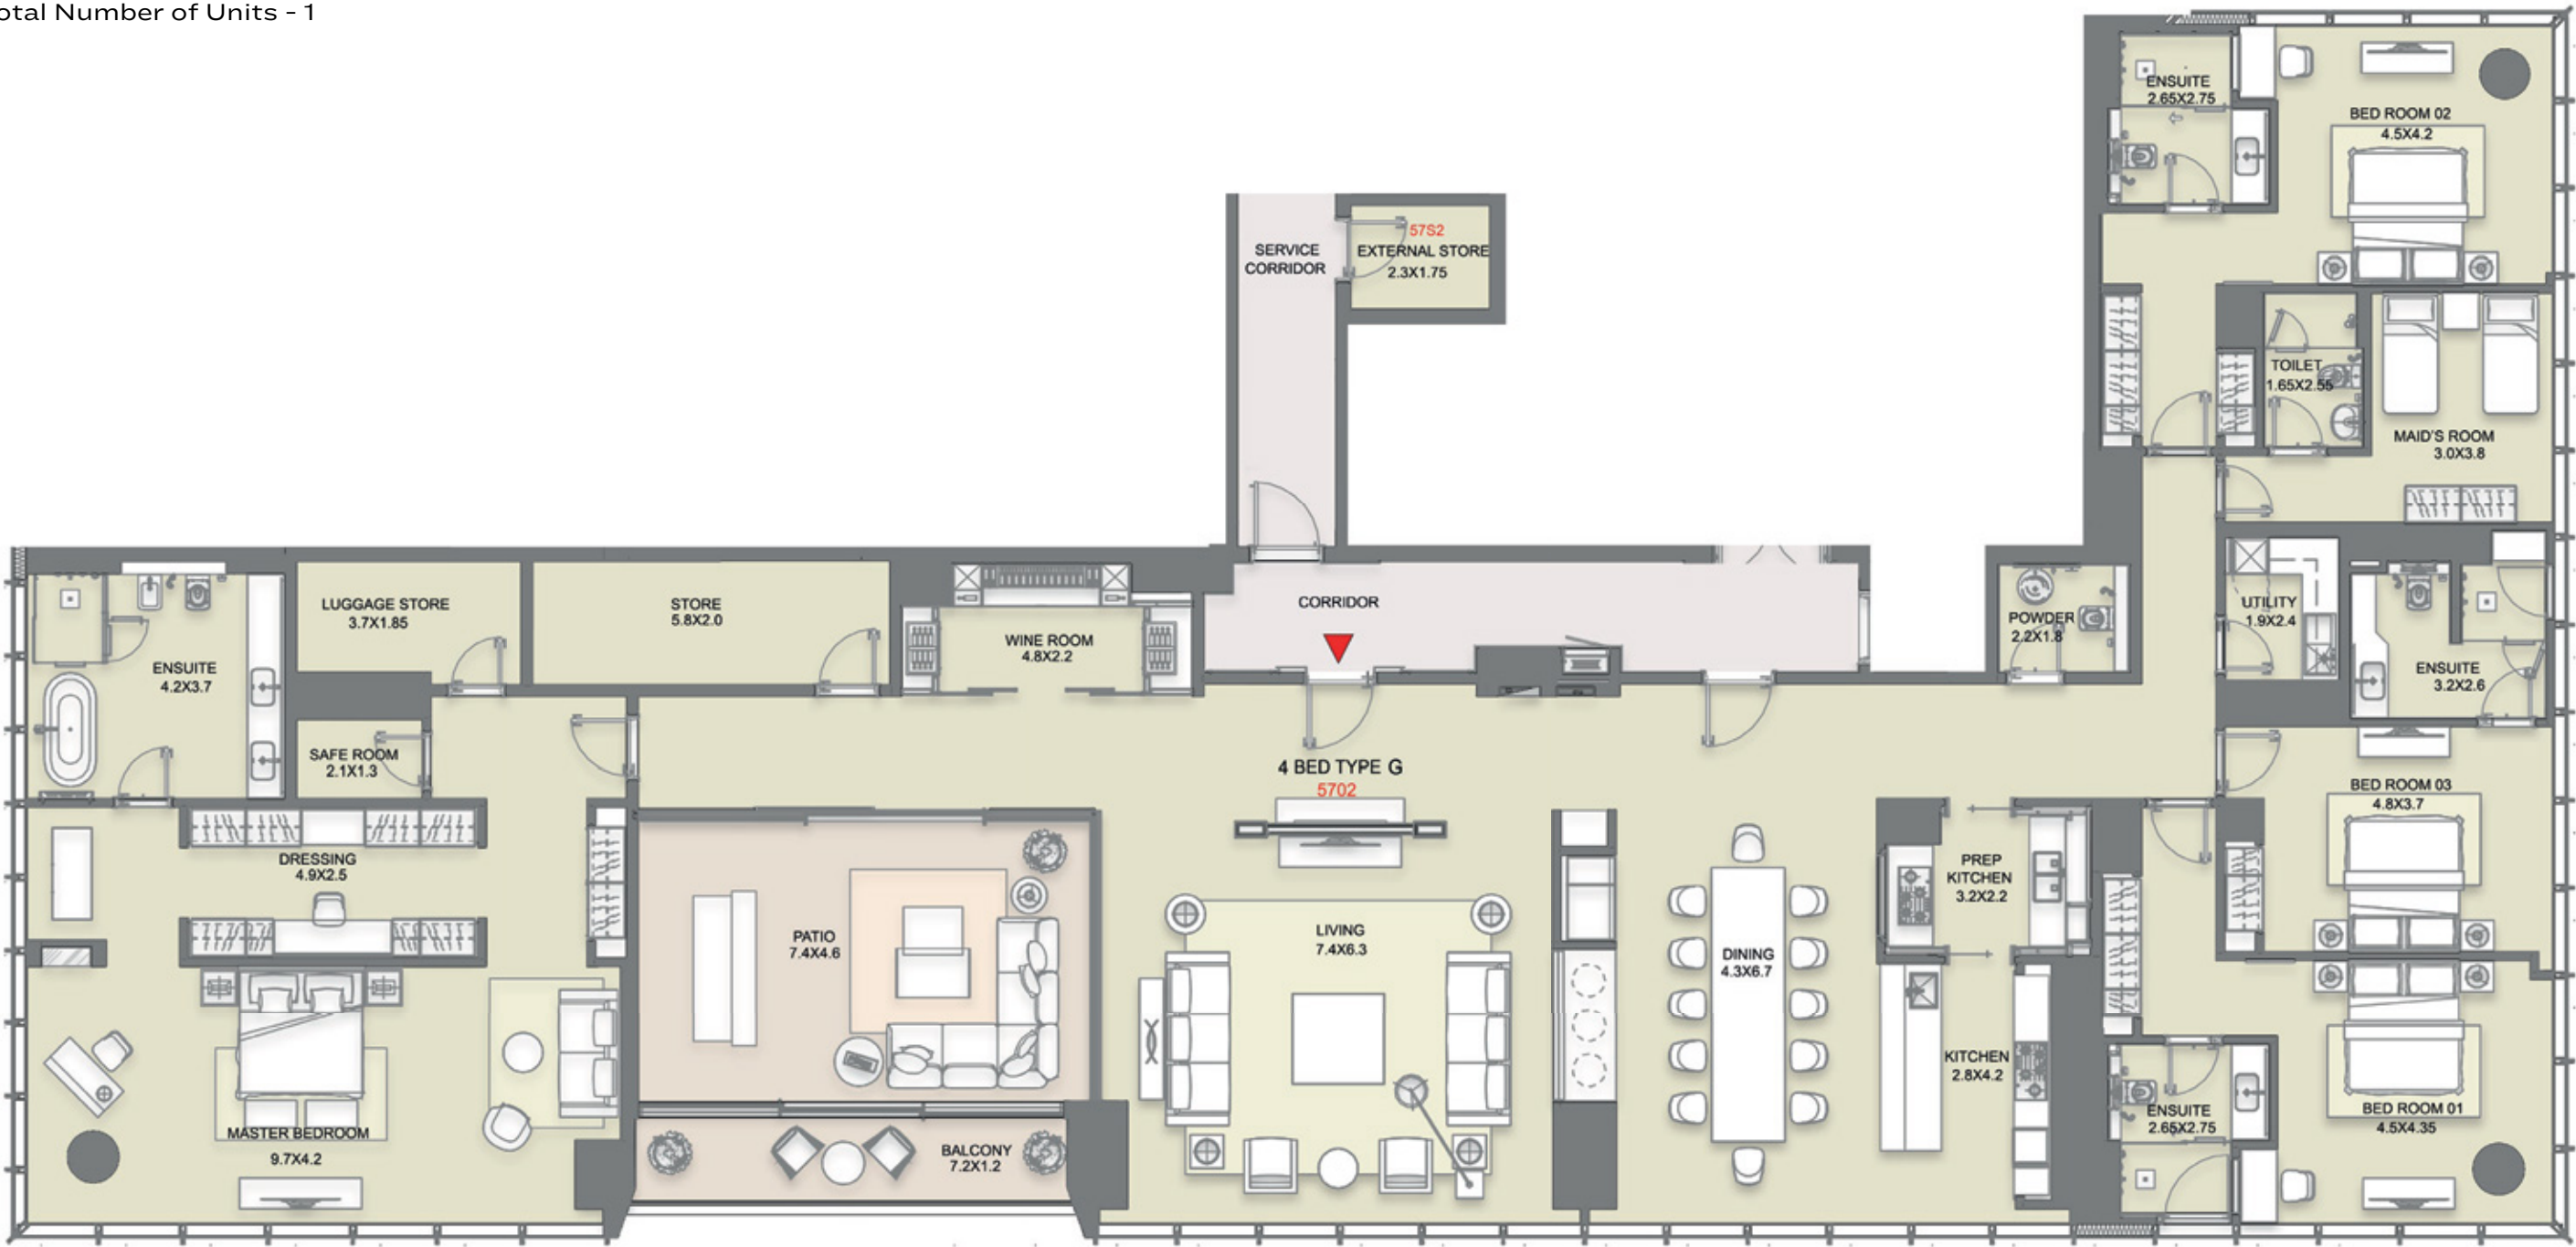 otal Number of Units - 1
ENSUITE
2.65X2.75
BED ROOM 02
4.5X4.2
SERVICE
CORRIDOR
57S2
EXTERNAL STORE
2.3X1.75
TOILET
1.65X2.55
MAID'S ROOM
3.0X3.8
LUGGAGE STORE
3.7X1.85
STORE
5.8X2.0
WINE ROOM
4.8X2.2
CORRIDOR
POWDER
2.2X1.8
UTILITY
1.9X2.4
ENSUITE
4.2X3.7
ENSUITE
3.2X2.6
SAFE ROOM
2.1X1.3
4 BED TYPE G
5702
BED ROOM 03
4.8X3.7
DRESSING
4.9X2.5
PREP
KITCHEN
3.2X2.2
PATIO
7.4X4.6
LIVING
7.4X6.3
DINING
4.3X6.7
KITCHEN
2.8X4.2
MASTER BEDROOM
9.7X4.2
BALCONY
7.2X1.2
ENSUITE
2.65X2.75
BED ROOM 01
4.5X4.35